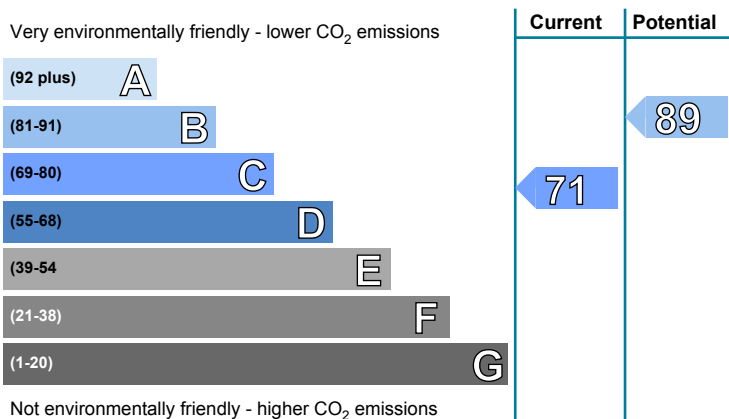 Very environmentally friendly - lower CO₂ emissions
Current
Potential
(92 plus) A
(81-91) B
89
(69-80) C
71
(55-68) D
(39-54 E
(21-38) F
(1-20) G
Not environmentally friendly - higher CO₂ emissions